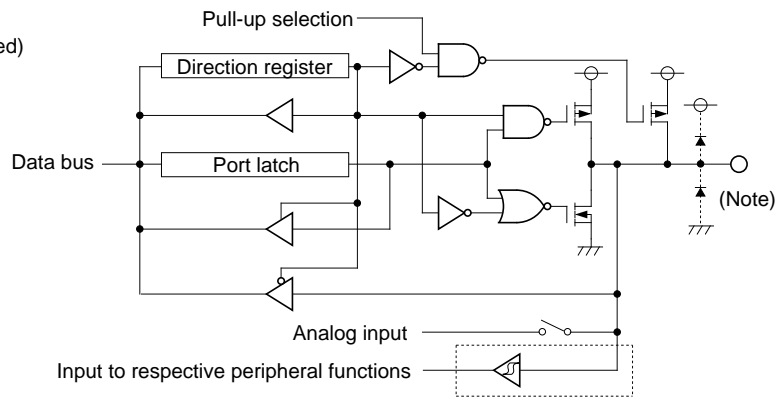 Pull-up selection
ed)
Direction register
Data bus
Port latch
(Note)
Analog input
Input to respective peripheral functions